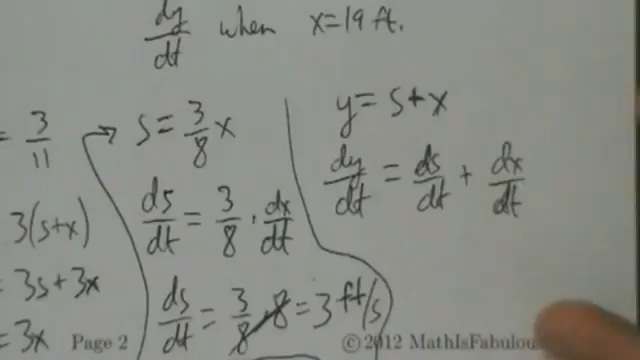 dy/dt when x=19 ft.
= 3/11
s = 3/8 x
y = s+x
ds/dt = 3/8 · dx/dt
dy/dt = ds/dt + dx/dt
3(s+x)
= 3s+3x
ds/dt = 3/8 · 8 = 3 ft/s
= 3x
Page 2
© 2012 MathIsFabulou